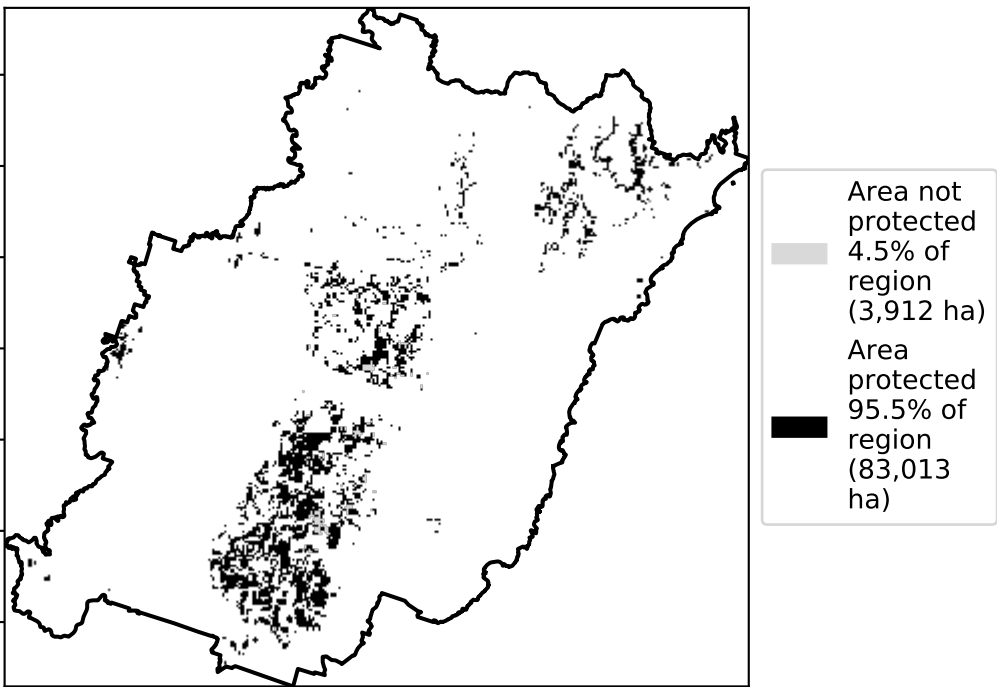 Area not
protected
4.5% of
region
(3,912 ha)
Area
protected
95.5% of
region
(83,013
ha)